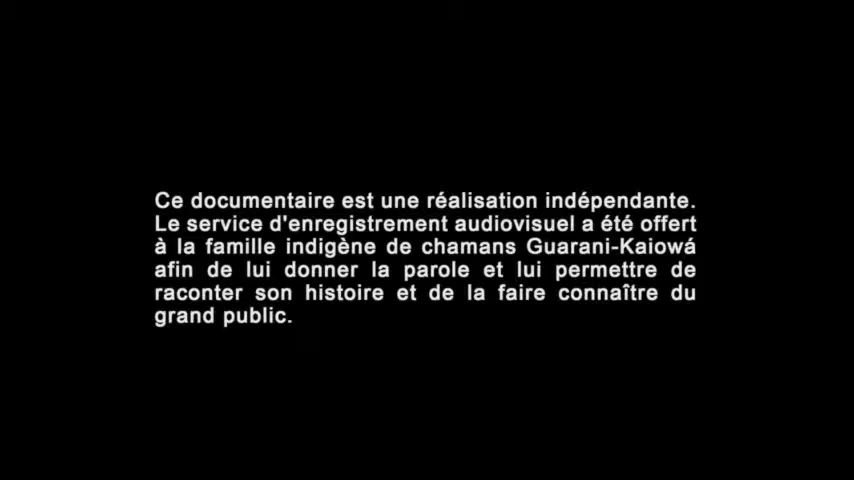 Ce documentaire est une réalisation indépendante.
Le service d'enregistrement audiovisuel a été offert
à la famille indigène de chamans Guarani-Kaiowá
afin de lui donner la parole et lui permettre de
raconter son histoire et de la faire connaître du
grand public.